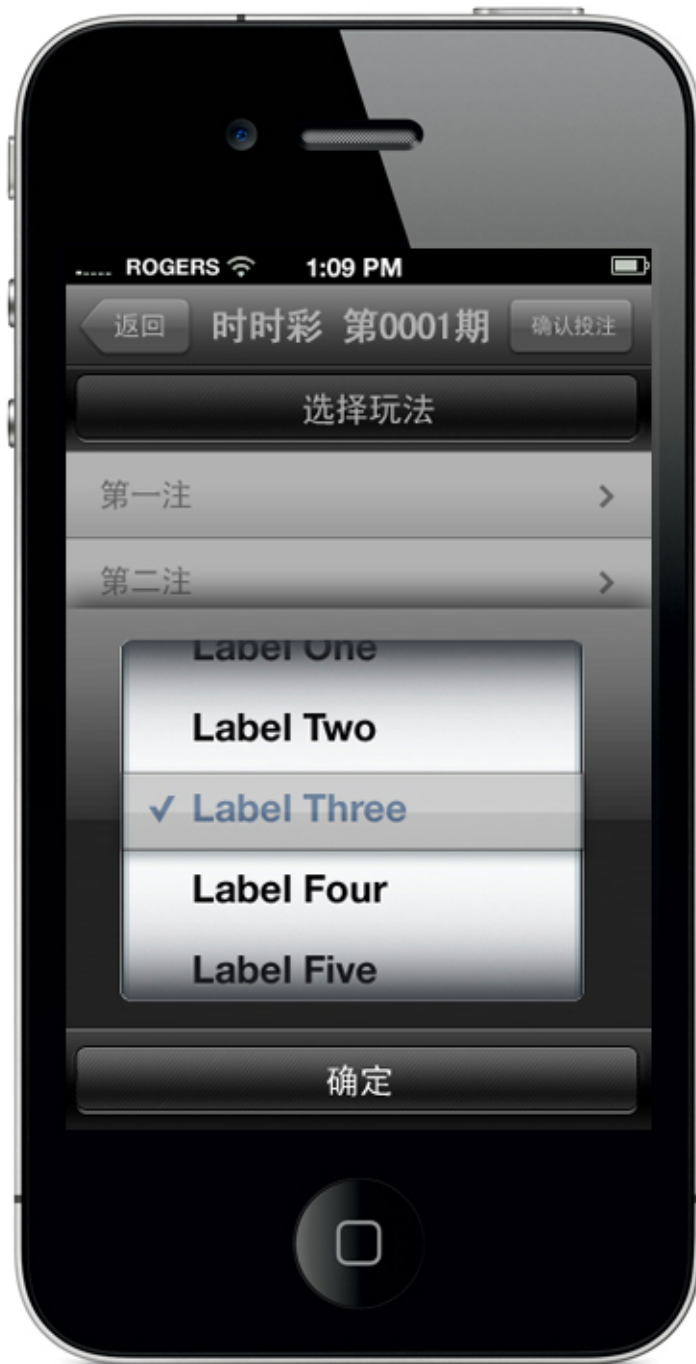 ROGERS 1:09 PM
返回 时时彩 第0001期 确认投注
选择玩法
第一注
第二注
Label One
Label Two
✓ Label Three
Label Four
Label Five
确定